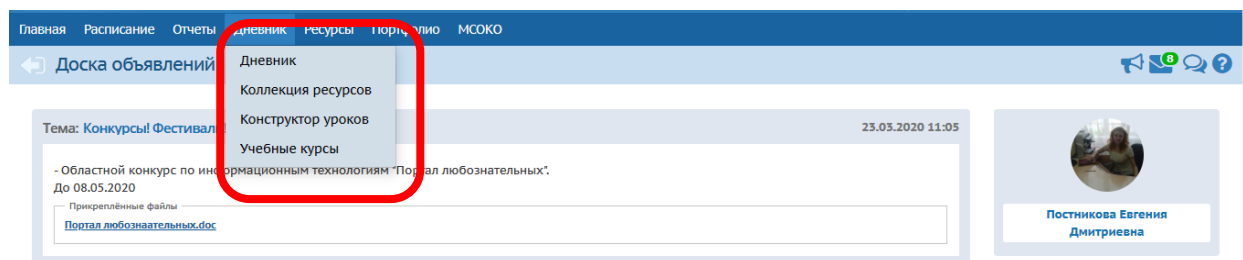 Главная Расписание Отчеты Дневник Ресурсы Портфолио МСОКО
Доска объявлений
8
Дневник
Коллекция ресурсов
Конструктор уроков
Учебные курсы
Тема: Конкурсы! Фестивали! 23.03.2020 11:05
- Областной конкурс по информационным технологиям "Портал любознательных".
До 08.05.2020
Прикреплённые файлы
Портал любознаательных.doc
Постникова Евгения
Дмитриевна